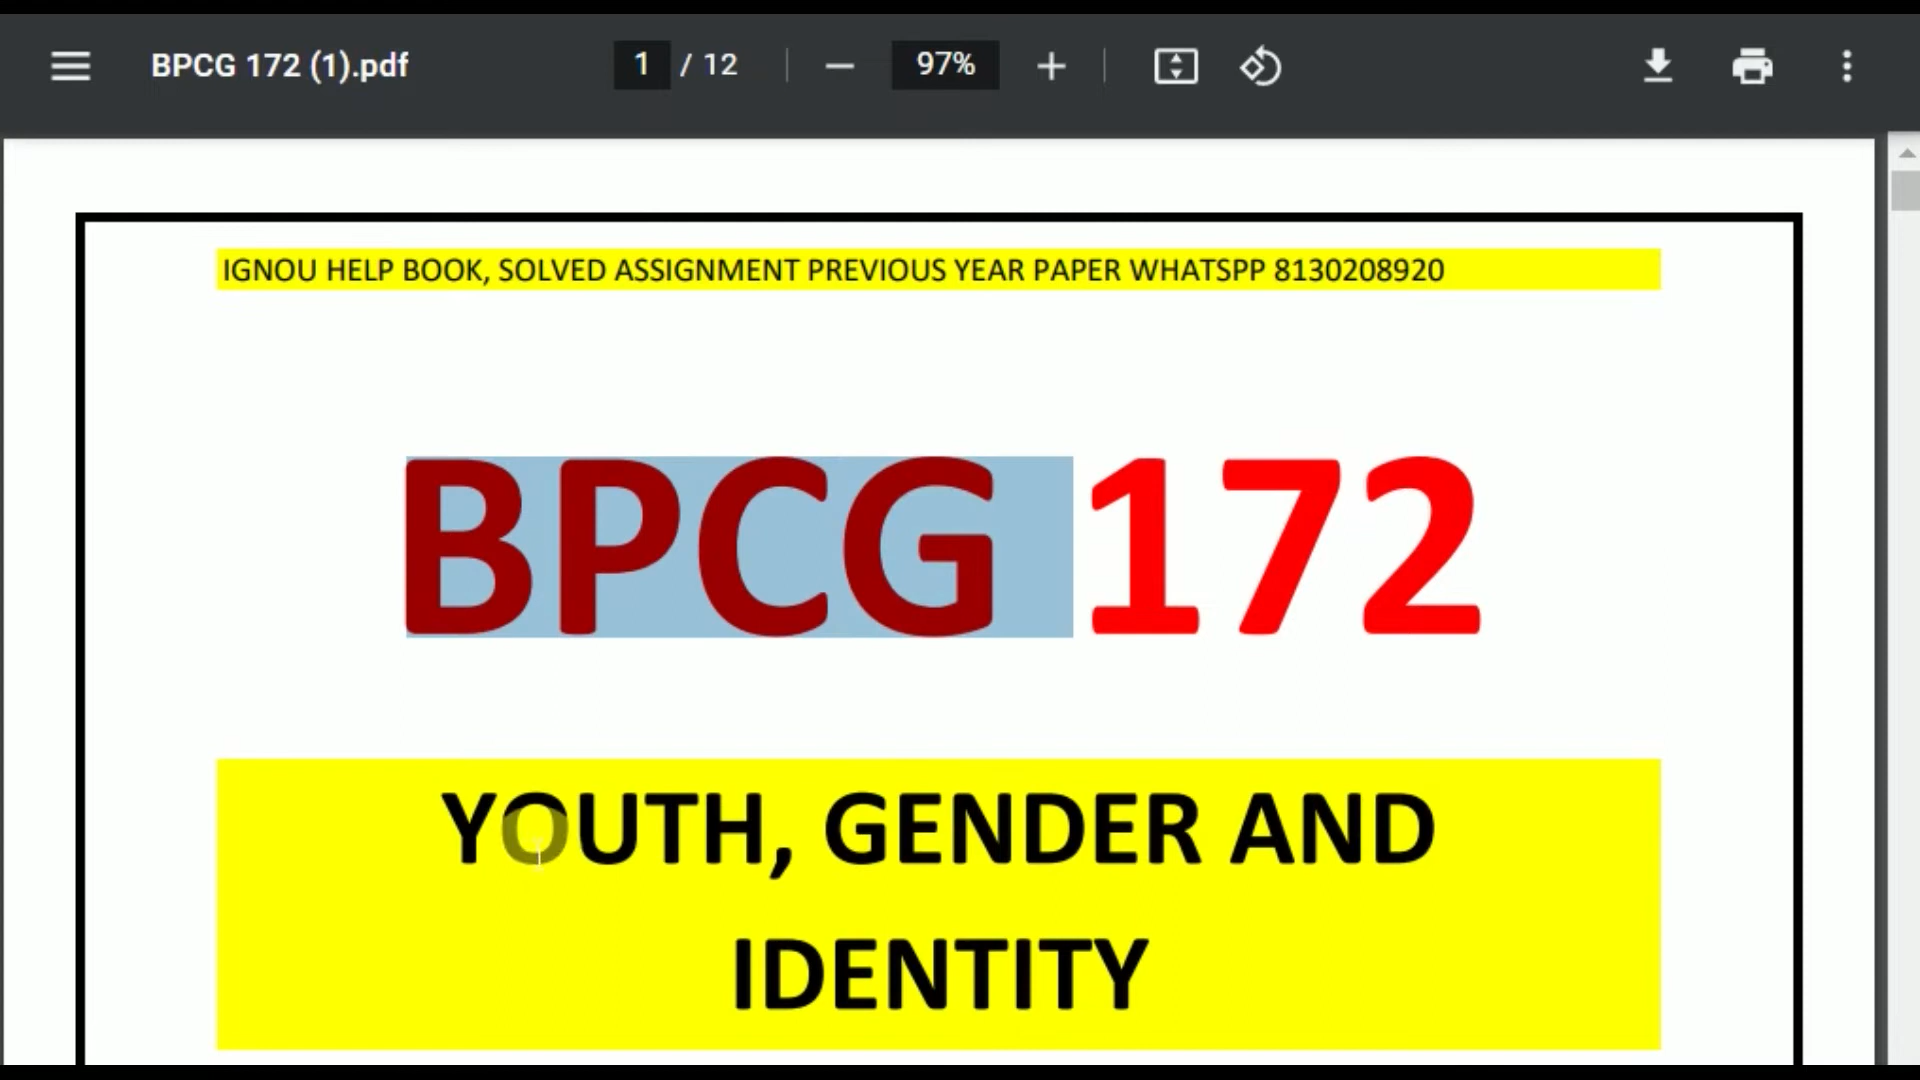 BPCG 172 (1).pdf
1 / 12
97%
IGNOU HELP BOOK, SOLVED ASSIGNMENT PREVIOUS YEAR PAPER WHATSPP 8130208920
BPCG 172
YOUTH, GENDER AND
IDENTITY